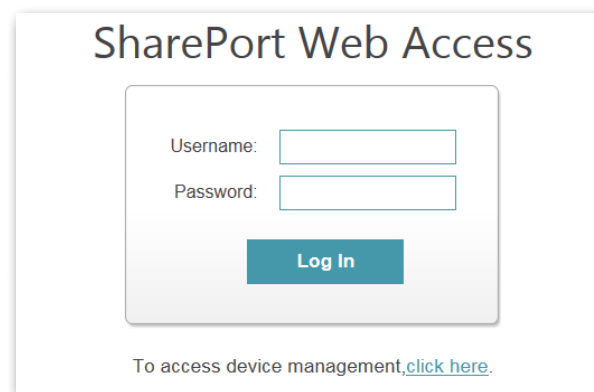 SharePort Web Access
Username:
Password:
Log In
To access device management,click here.